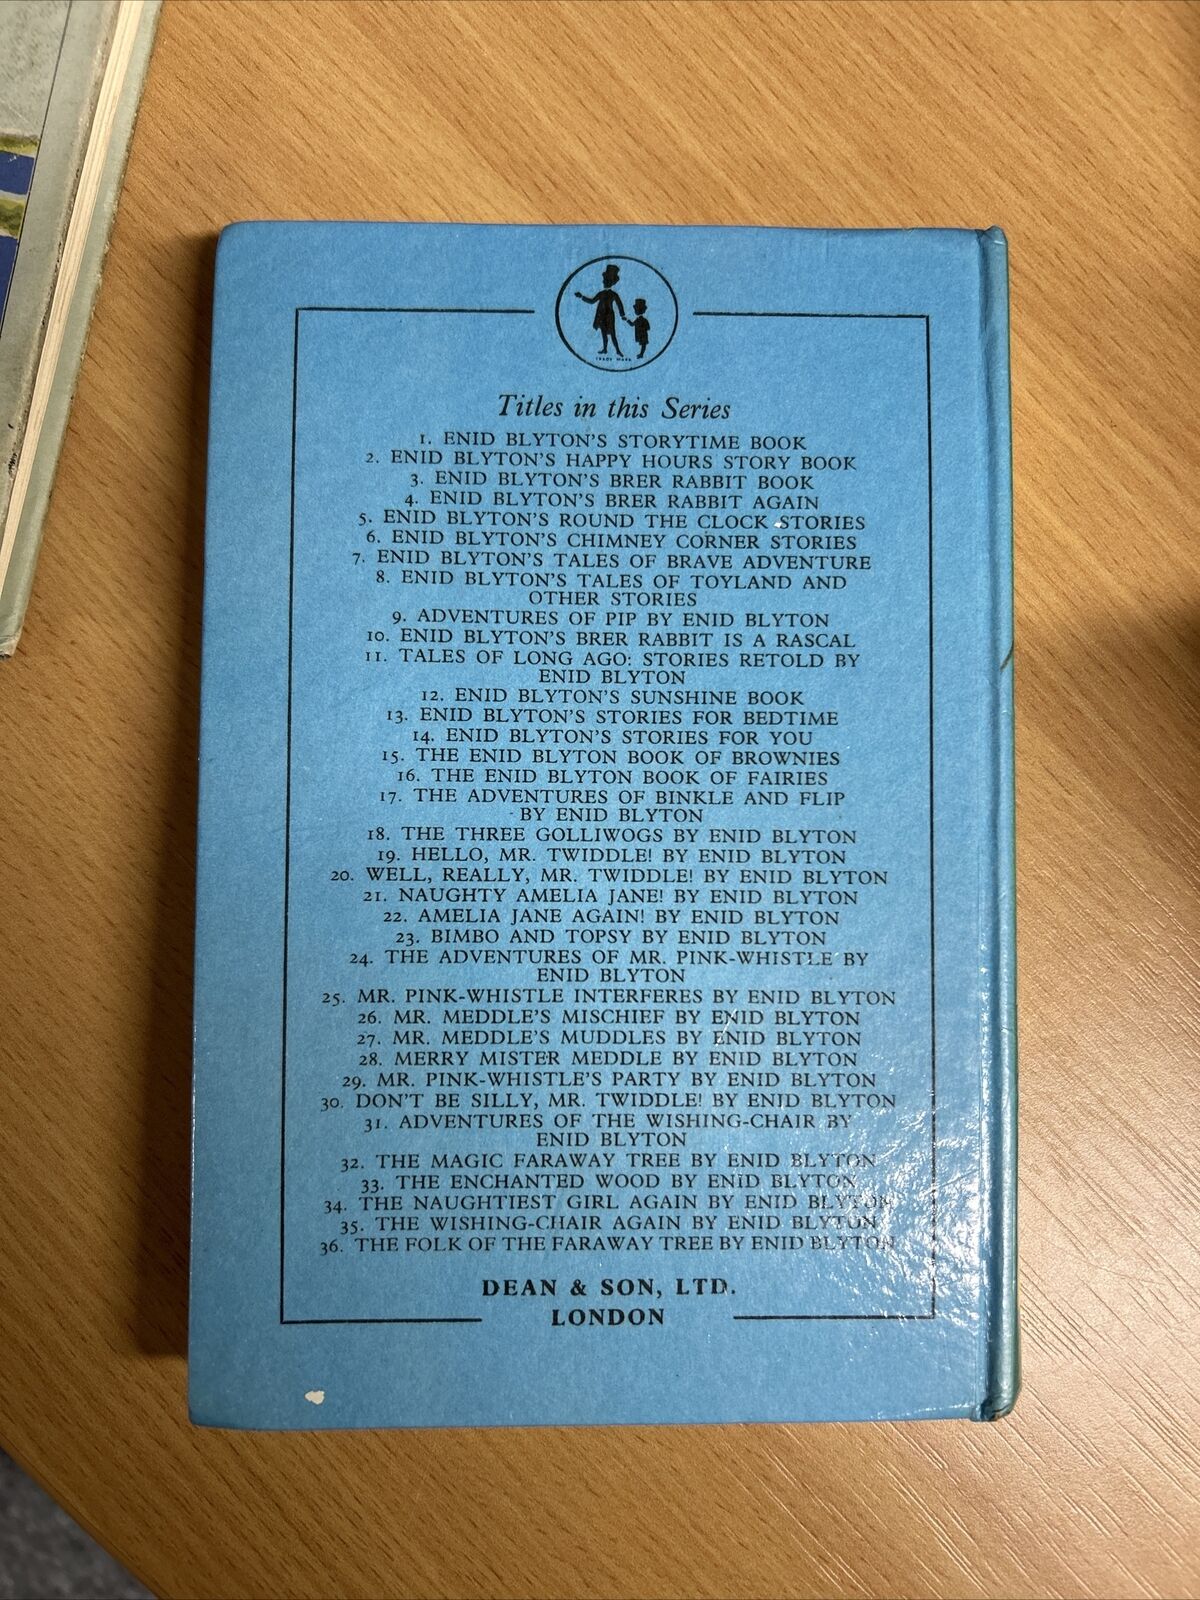 TRADE MARK
Titles in this Series
1. ENID BLYTON'S STORYTIME BOOK
2. ENID BLYTON'S HAPPY HOURS STORY BOOK
3. ENID BLYTON'S BRER RABBIT BOOK
4. ENID BLYTON'S BRER RABBIT AGAIN
5. ENID BLYTON'S ROUND THE CLOCK STORIES
6. ENID BLYTON'S CHIMNEY CORNER STORIES
7. ENID BLYTON'S TALES OF BRAVE ADVENTURE
8. ENID BLYTON'S TALES OF TOYLAND AND
OTHER STORIES
9. ADVENTURES OF PIP BY ENID BLYTON
10. ENID BLYTON'S BRER RABBIT IS A RASCAL
11. TALES OF LONG AGO: STORIES RETOLD BY
ENID BLYTON
12. ENID BLYTON'S SUNSHINE BOOK
13. ENID BLYTON'S STORIES FOR BEDTIME
14. ENID BLYTON'S STORIES FOR YOU
15. THE ENID BLYTON BOOK OF BROWNIES
16. THE ENID BLYTON BOOK OF FAIRIES
17. THE ADVENTURES OF BINKLE AND FLIP
BY ENID BLYTON
18. THE THREE GOLLIWOGS BY ENID BLYTON
19. HELLO, MR. TWIDDLE! BY ENID BLYTON
20. WELL, REALLY, MR. TWIDDLE! BY ENID BLYTON
21. NAUGHTY AMELIA JANE! BY ENID BLYTON
22. AMELIA JANE AGAIN! BY ENID BLYTON
23. BIMBO AND TOPSY BY ENID BLYTON
24. THE ADVENTURES OF MR. PINK-WHISTLE BY
ENID BLYTON
25. MR. PINK-WHISTLE INTERFERES BY ENID BLYTON
26. MR. MEDDLE'S MISCHIEF BY ENID BLYTON
27. MR. MEDDLE'S MUDDLES BY ENID BLYTON
28. MERRY MISTER MEDDLE BY ENID BLYTON
29. MR. PINK-WHISTLE'S PARTY BY ENID BLYTON
30. DON'T BE SILLY, MR. TWIDDLE! BY ENID BLYTON
31. ADVENTURES OF THE WISHING-CHAIR BY
ENID BLYTON
32. THE MAGIC FARAWAY TREE BY ENID BLYTON
33. THE ENCHANTED WOOD BY ENID BLYTON
34. THE NAUGHTIEST GIRL AGAIN BY ENID BLYTON
35. THE WISHING-CHAIR AGAIN BY ENID BLYTON
36. THE FOLK OF THE FARAWAY TREE BY ENID BLYTON
DEAN & SON, LTD.
LONDON